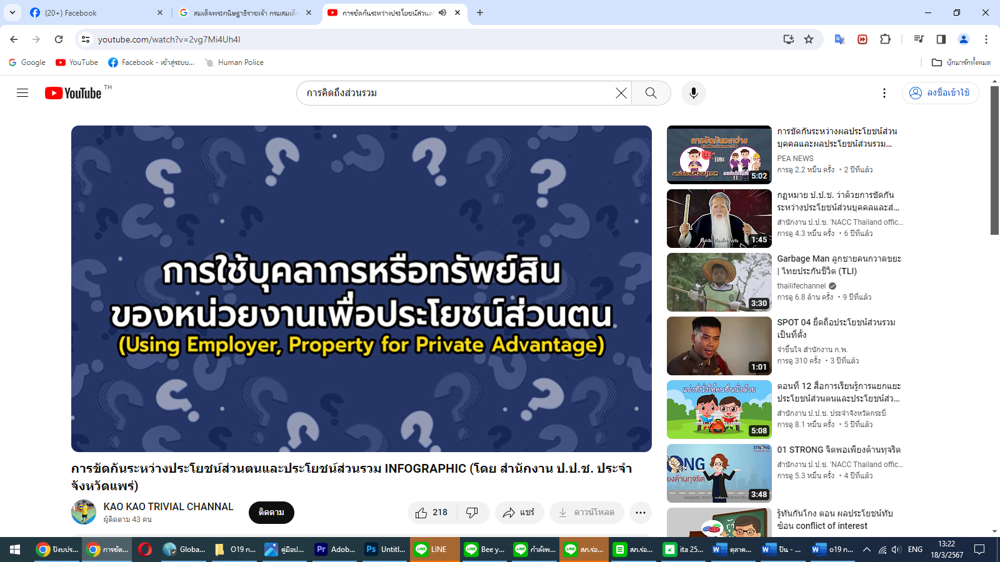 (20+) Facebook
สมเด็จพระกนิษฐาธิราชเจ้า กรมสมเด็
การขัดกันระหว่างประโยชน์ส่วนต
youtube.com/watch?v=2vg7Mi4Uh4I
Google
YouTube
Facebook - เข้าสู่ระบบ...
Human Police
บุ๊กมาร์กทั้งหมด
YouTube TH
การคิดถึงส่วนรวม
ลงชื่อเข้าใช้
การใช้บุคลากรหรือทรัพย์สิน
ของหน่วยงานเพื่อประโยชน์ส่วนตน
(Using Employer, Property for Private Advantage)
การขัดกันระหว่างประโยชน์ส่วนตนและประโยชน์ส่วนรวม INFOGRAPHIC (โดย สำนักงาน ป.ป.ช. ประจำ
จังหวัดแพร่)
KAO KAO TRIVIAL CHANNAL
ผู้ติดตาม 43 คน
ติดตาม
218
แชร์
ดาวน์โหลด
การขัดกันระหว่าง
ผลประโยชน์ส่วนบุคคล
5:02
การขัดกันระหว่างผลประโยชน์ส่วน
บุคคลและผลประโยชน์ส่วนรวม...
PEA NEWS
การดู 2.2 หมื่น ครั้ง • 2 ปีที่แล้ว
1:45
กฎหมาย ป.ป.ช. ว่าด้วยการขัดกัน
ระหว่างประโยชน์ส่วนบุคคลและส่...
สำนักงาน ป.ป.ช. 'NACC Thailand offic...
การดู 4.3 หมื่น ครั้ง • 6 ปีที่แล้ว
3:30
Garbage Man ลูกชายคนกวาดขยะ
| ไทยประกันชีวิต (TLI)
thailifechannel
การดู 6.8 ล้าน ครั้ง • 9 ปีที่แล้ว
1:01
SPOT 04 ยึดถือประโยชน์ส่วนรวม
เป็นที่ตั้ง
จำขึ้นใจ สำนักงาน ก.พ.
การดู 310 ครั้ง • 3 ปีที่แล้ว
แบ่งที่นั่งให้คนอื่นนั่งด้วย
5:08
ตอนที่ 12 สื่อการเรียนรู้การแยกแยะ
ประโยชน์ส่วนตนและประโยชน์ส่ว...
สำนักงาน ป.ป.ช. ประจำจังหวัดกระบี่
การดู 8.1 หมื่น ครั้ง • 5 ปีที่แล้ว
STRONG
ONG
ยงต้านทุจริต
3:48
01 STRONG จิตพอเพียงต้านทุจริต
สำนักงาน ป.ป.ช. 'NACC Thailand offic...
การดู 5.3 หมื่น ครั้ง • 4 ปีที่แล้ว
รู้ทันกันโกง ตอน ผลประโยชน์ทับ
ซ้อน conflict of interest
ปิงบปร...
การขัด...
Globa...
O19 ก...
คู่มือป...
Adob...
Untitl...
LINE
Bee y...
กำลังพ...
สภ.ร่อ...
สภ.ร่อ...
ita 25...
ตุลาค...
ปิน - ...
o19 ก...
ENG
13:22
18/3/2567